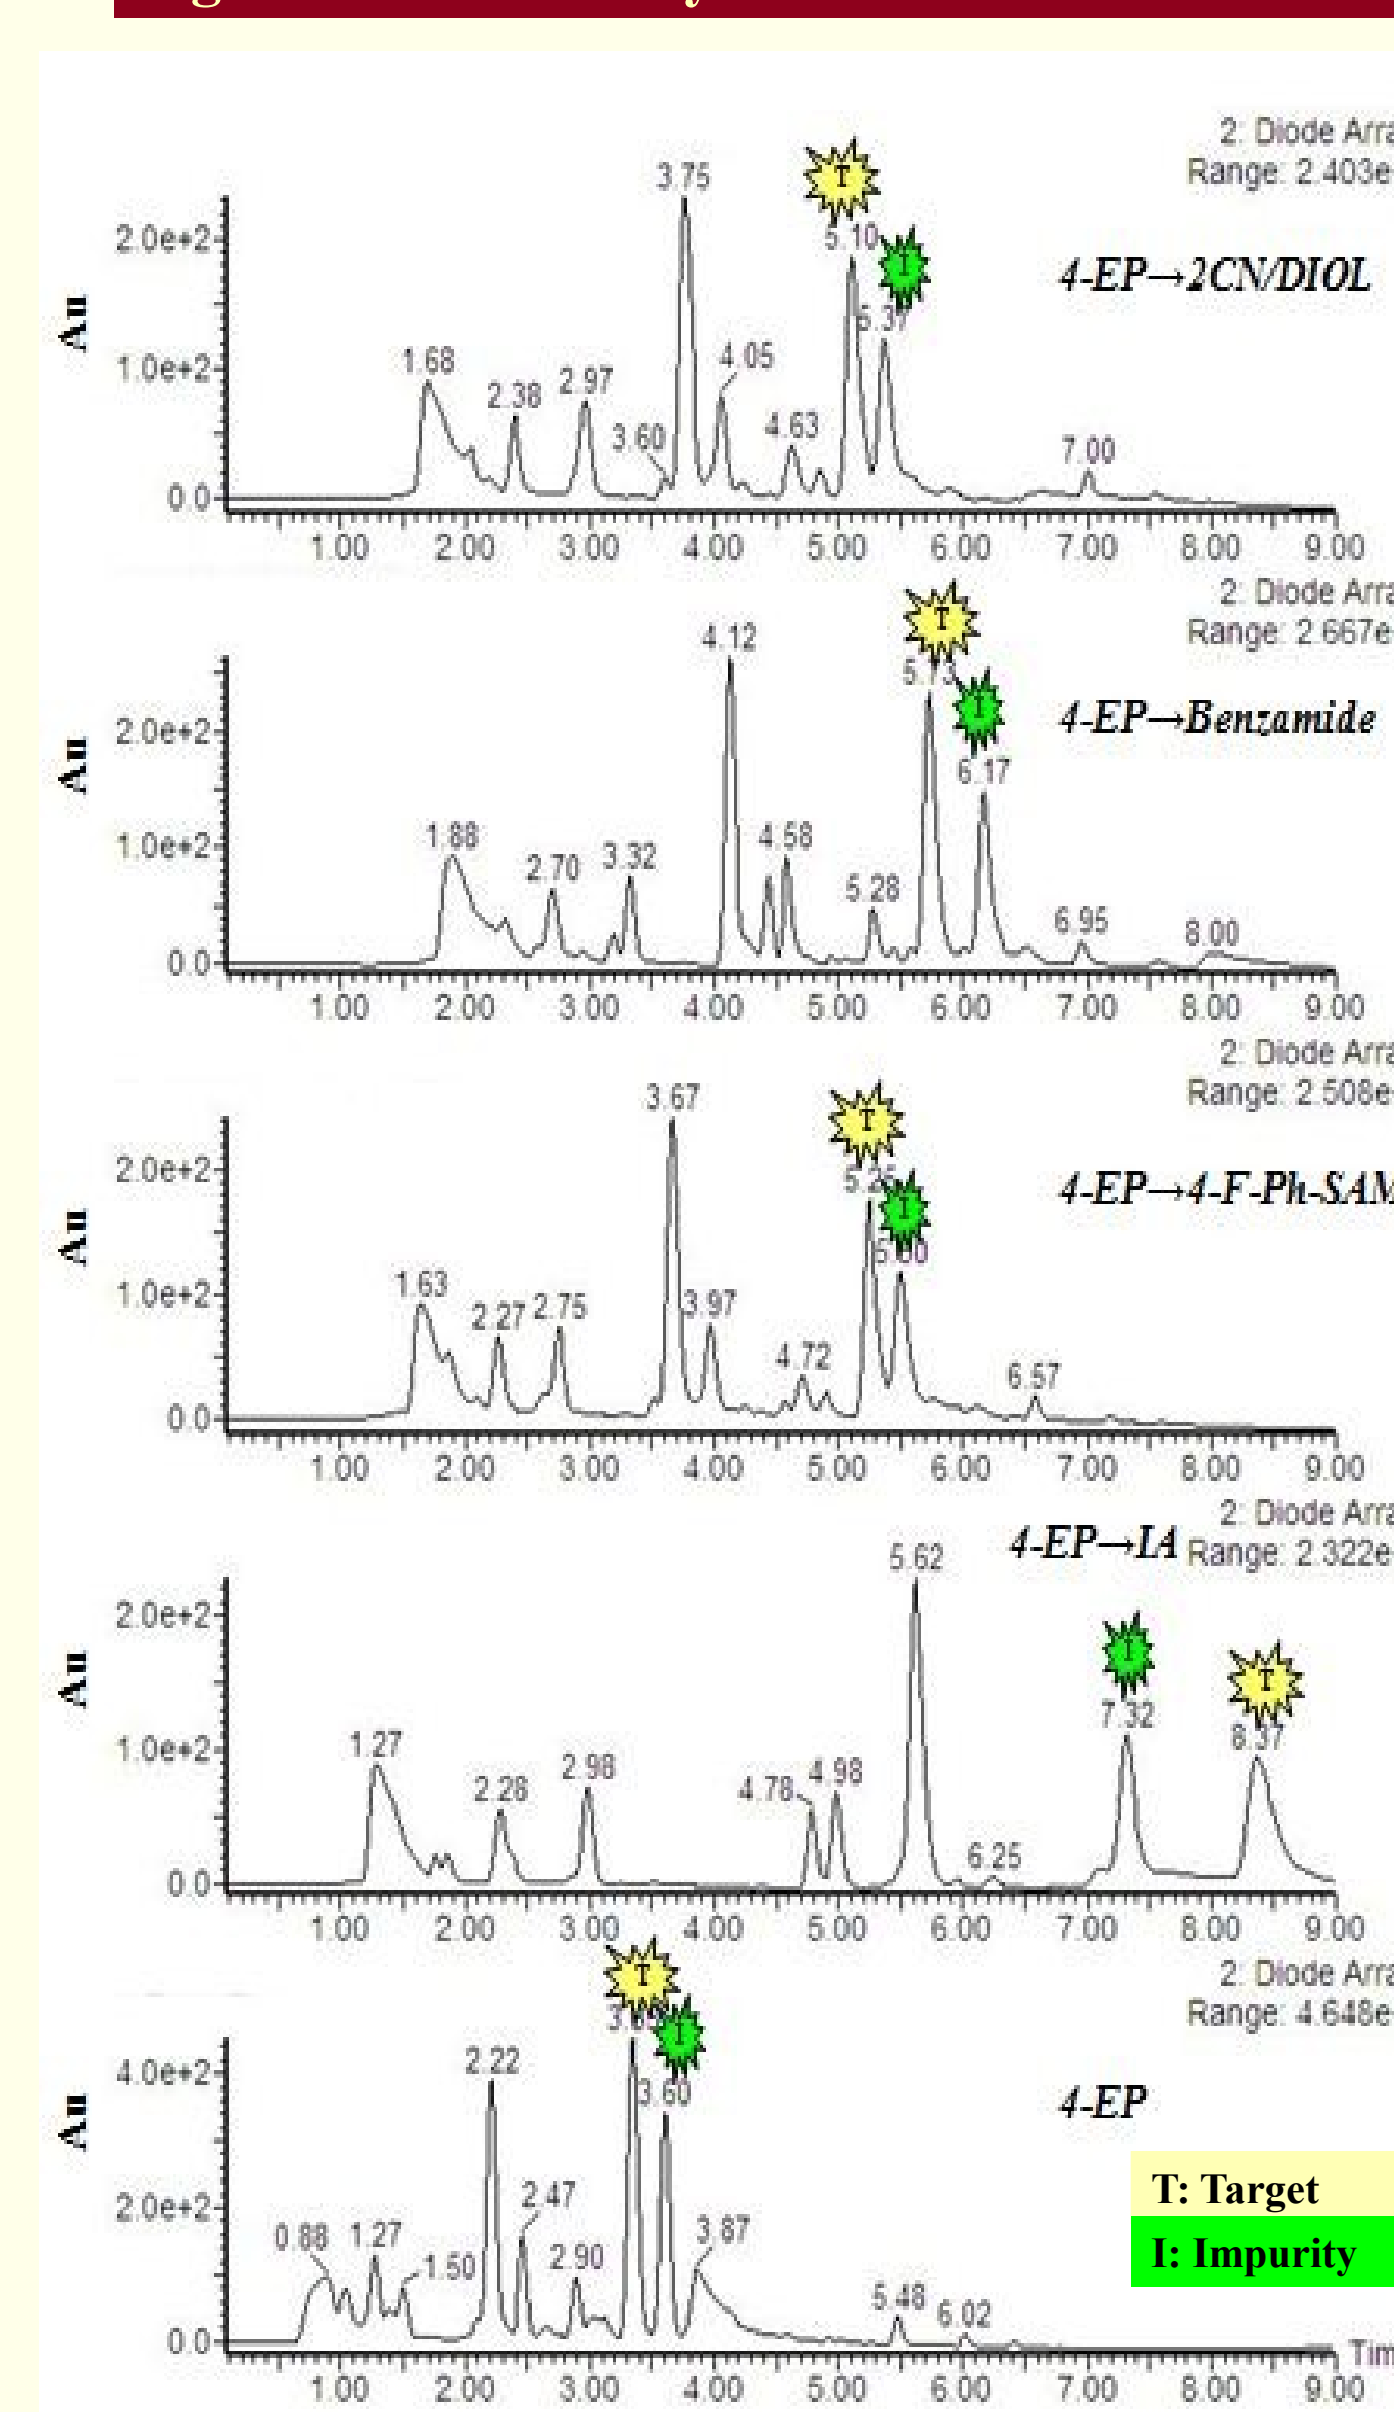 2: Diode Arra
Range: 2.403e+
3.75
T
5.10
I
5.37
4-EP→2CN/DIOL
Au
2.0e+2
1.0e+2
0.0
1.68
2.38
2.97
3.60
4.05
4.63
7.00
1.00 2.00 3.00 4.00 5.00 6.00 7.00 8.00 9.00
2: Diode Arra
Range: 2.667e
4.12
T
5.73
I
6.17
4-EP→Benzamide
Au
2.0e+2
1.0e+2
0.0
1.88
2.70
3.32
4.58
5.28
6.95
8.00
1.00 2.00 3.00 4.00 5.00 6.00 7.00 8.00 9.00
2: Diode Arra
Range: 2.508e
3.67
T
I
4-EP→4-F-Ph-SAM
Au
2.0e+2
1.0e+2
0.0
1.63
2.27
2.75
3.97
4.72
6.57
1.00 2.00 3.00 4.00 5.00 6.00 7.00 8.00 9.00
2: Diode Arra
Range: 2.322e
4-EP→IA
5.62
I
7.32
T
8.37
Au
2.0e+2
1.0e+2
0.0
1.27
2.28
2.98
4.78
4.98
6.25
1.00 2.00 3.00 4.00 5.00 6.00 7.00 8.00 9.00
2: Diode Arra
Range: 4.648e
T
I
3.60
4-EP
Au
4.0e+2
2.0e+2
0.0
0.88
1.27
1.50
2.22
2.47
2.90
3.87
5.48
6.02
T: Target
I: Impurity
Tim
1.00 2.00 3.00 4.00 5.00 6.00 7.00 8.00 9.00